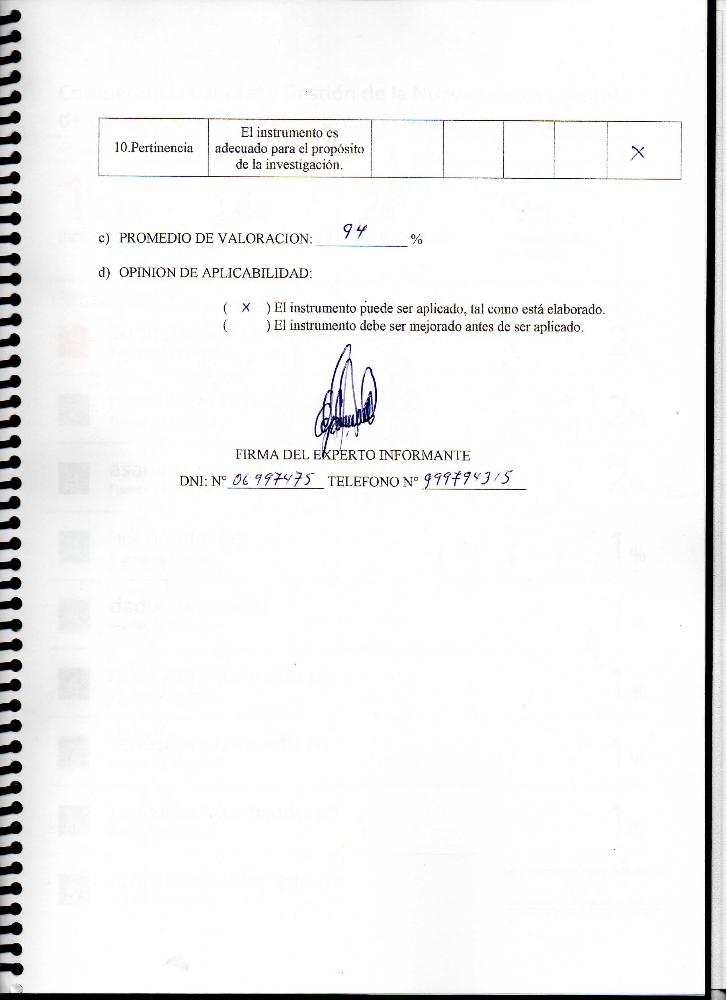 10.Pertinencia
El instrumento es
adecuado para el propósito
de la investigación.
X
c) PROMEDIO DE VALORACION: 94 %
d) OPINION DE APLICABILIDAD:
( X ) El instrumento puede ser aplicado, tal como está elaborado.
( ) El instrumento debe ser mejorado antes de ser aplicado.
FIRMA DEL EXPERTO INFORMANTE
DNI: N° 06997475 TELEFONO N° 999794315